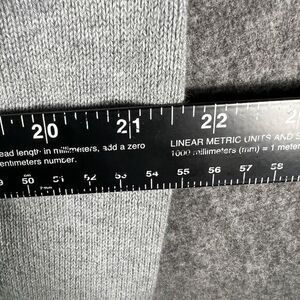 20 21 22
ead length in millimeters, add a zero
entimeters number.
LINEAR METRIC UNITS AND
1000 millimeters (mm) = 1 meter
50 51 52 53 54 55 56 57 58